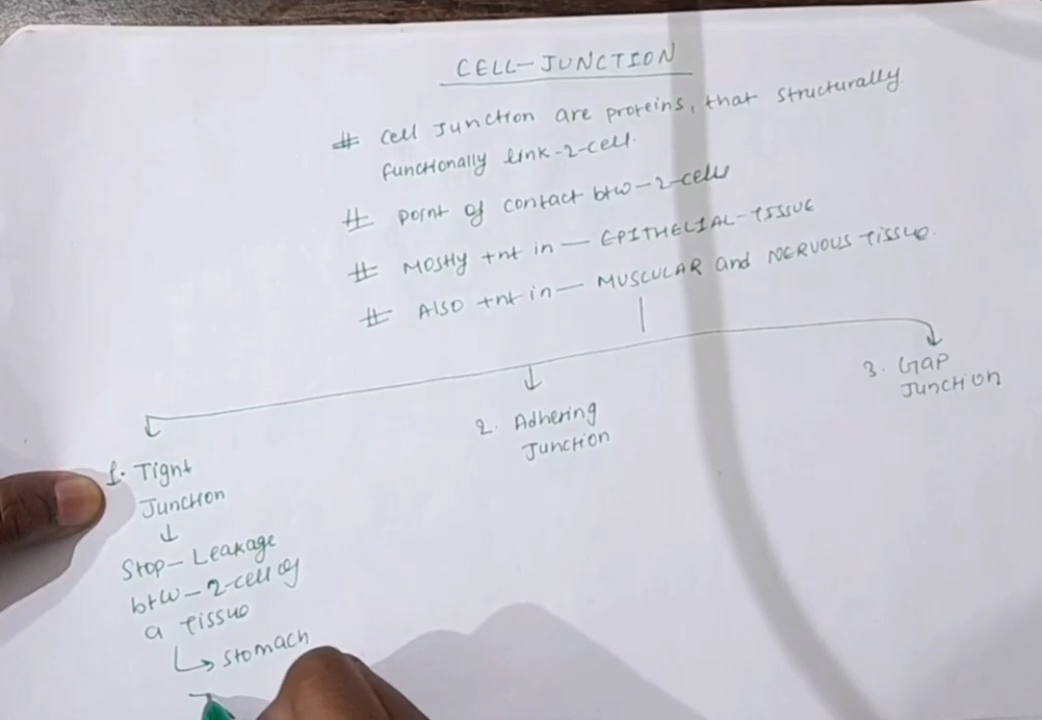 CELL-JUNCTION
# Cell Junction are proteins, that structurally
functionally link-2-cell.
# point of contact btw-2-cells
# Mostly +nt in - EPITHELIAL-TISSUE
# Also +nt in - MUSCULAR and NERVOUS Tissue.
1. Tight
Junction
↓
Stop-Leakage
btw-2-cell of
a tissue
↳ stomach
2. Adhering
Junction
3. Gap
Junction